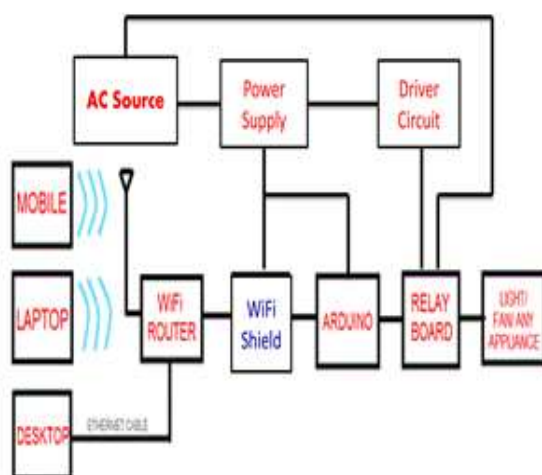 AC Source
Power
Supply
Driver
Circuit
MOBILE
LAPTOP
DESKTOP
ETHERNET CABLE
WiFi
ROUTER
WiFi
Shield
ARDUINO
RELAY
BOARD
LIGHT/
FAN/ANY
APPLIANCE